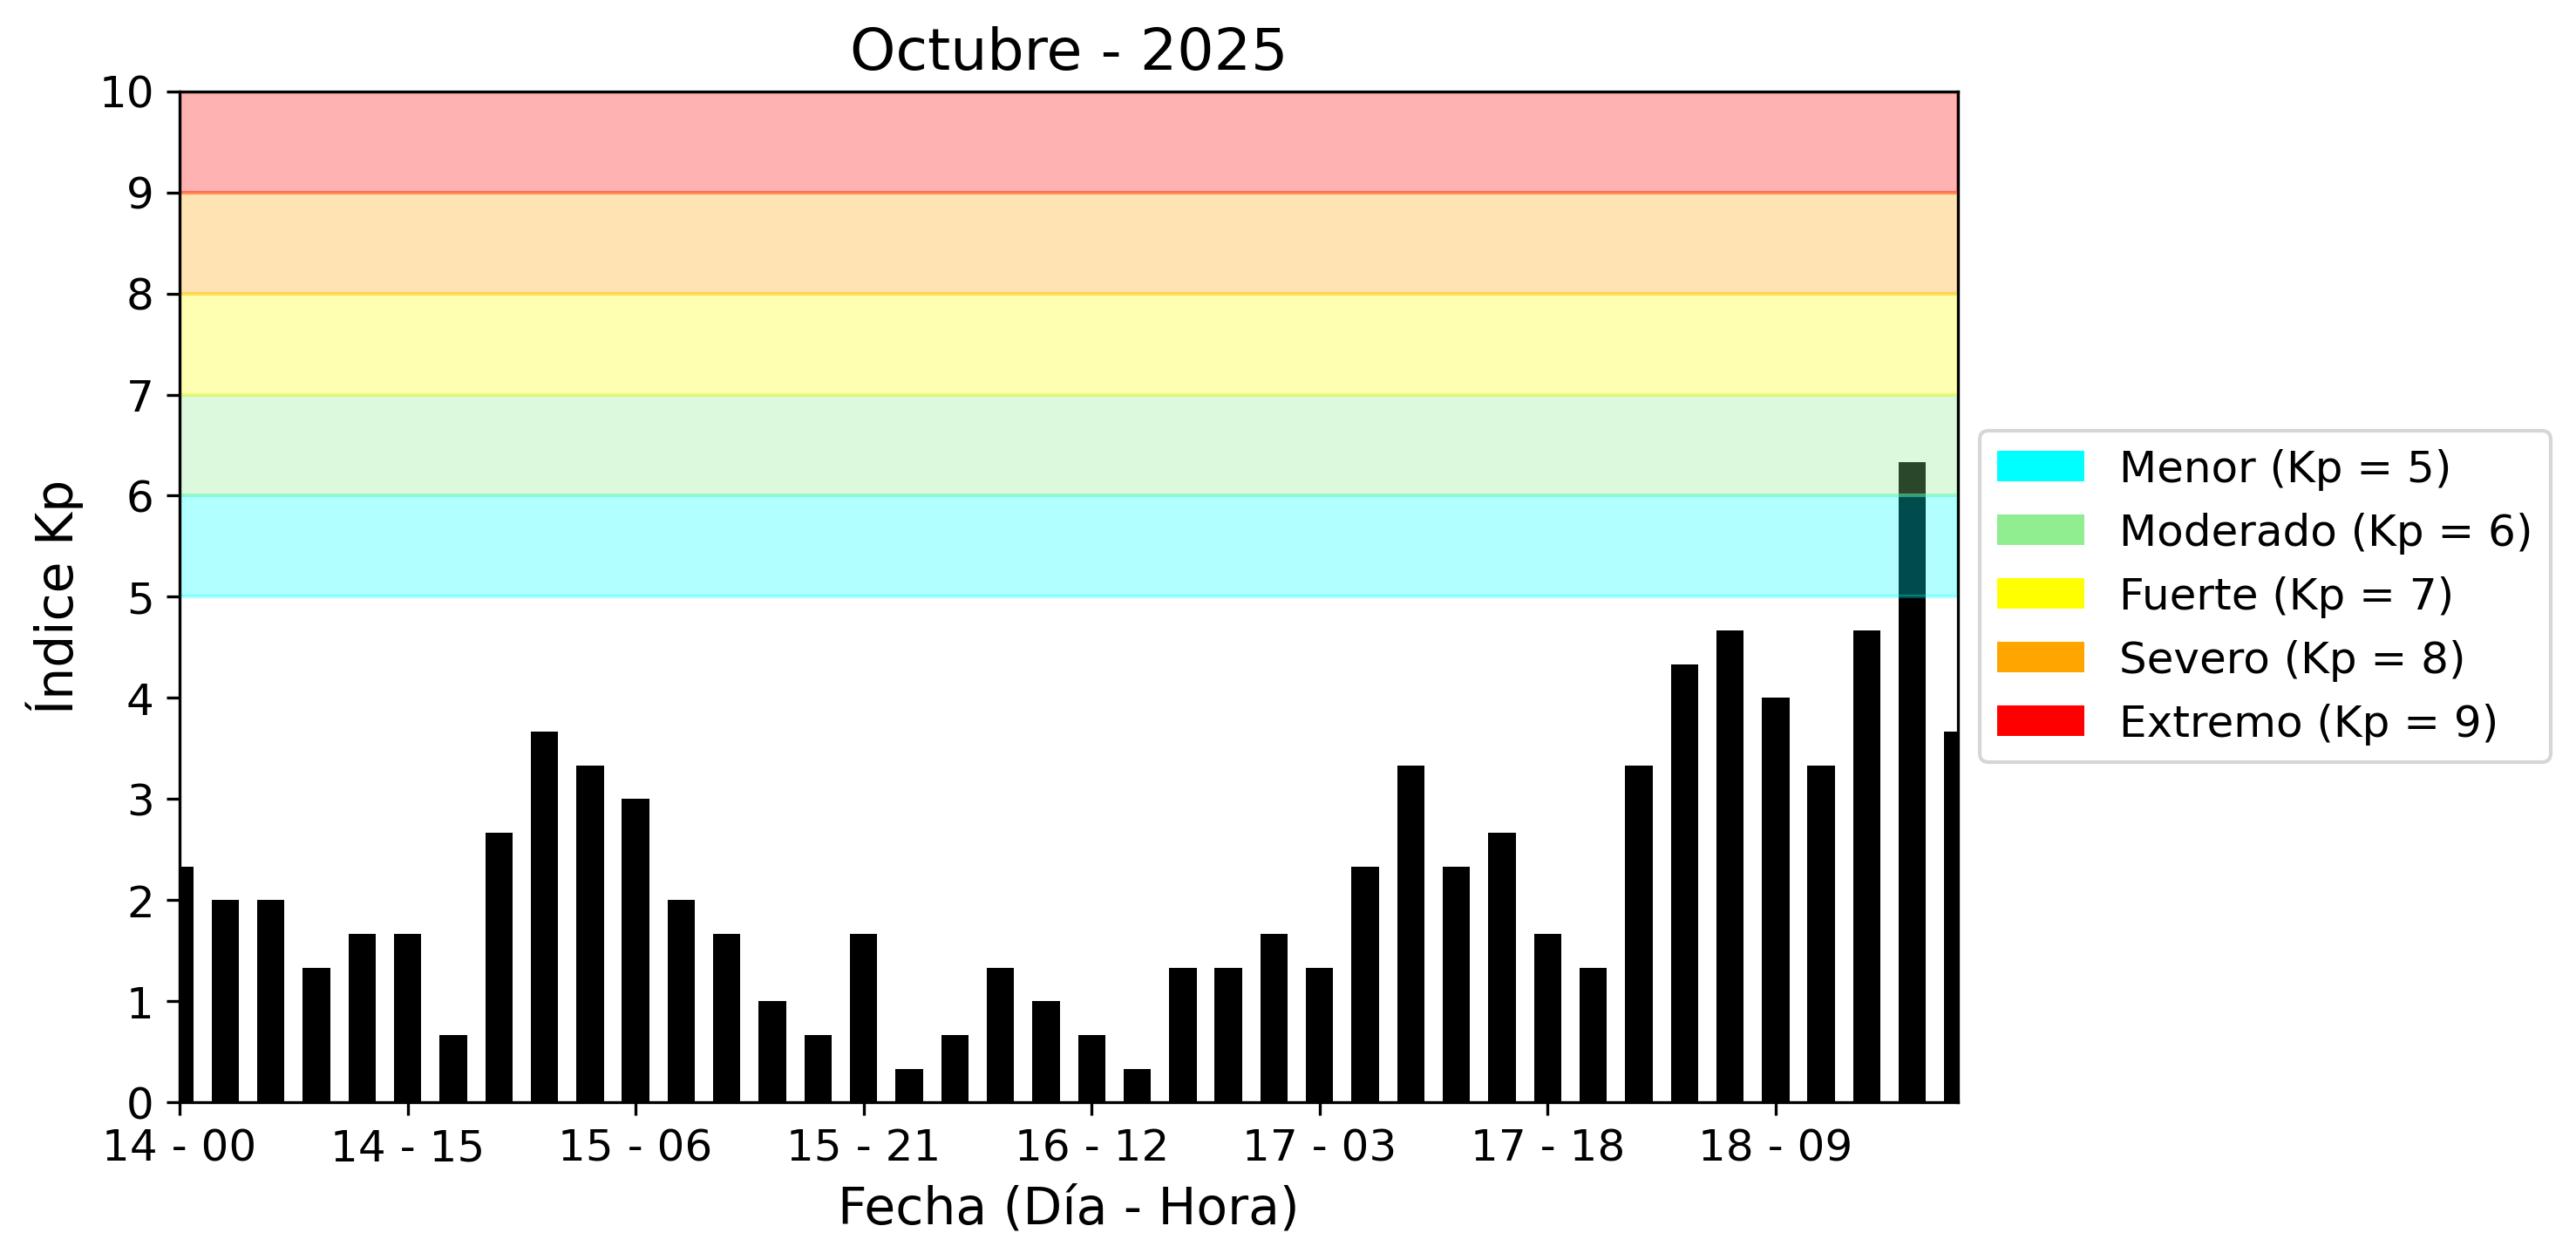 Octubre - 2025
10
9
8
7
6
5
4
3
2
1
0
Índice Kp
14 - 00
14 - 15
15 - 06
15 - 21
16 - 12
17 - 03
17 - 18
18 - 09
Fecha (Día - Hora)
Menor (Kp = 5)
Moderado (Kp = 6)
Fuerte (Kp = 7)
Severo (Kp = 8)
Extremo (Kp = 9)